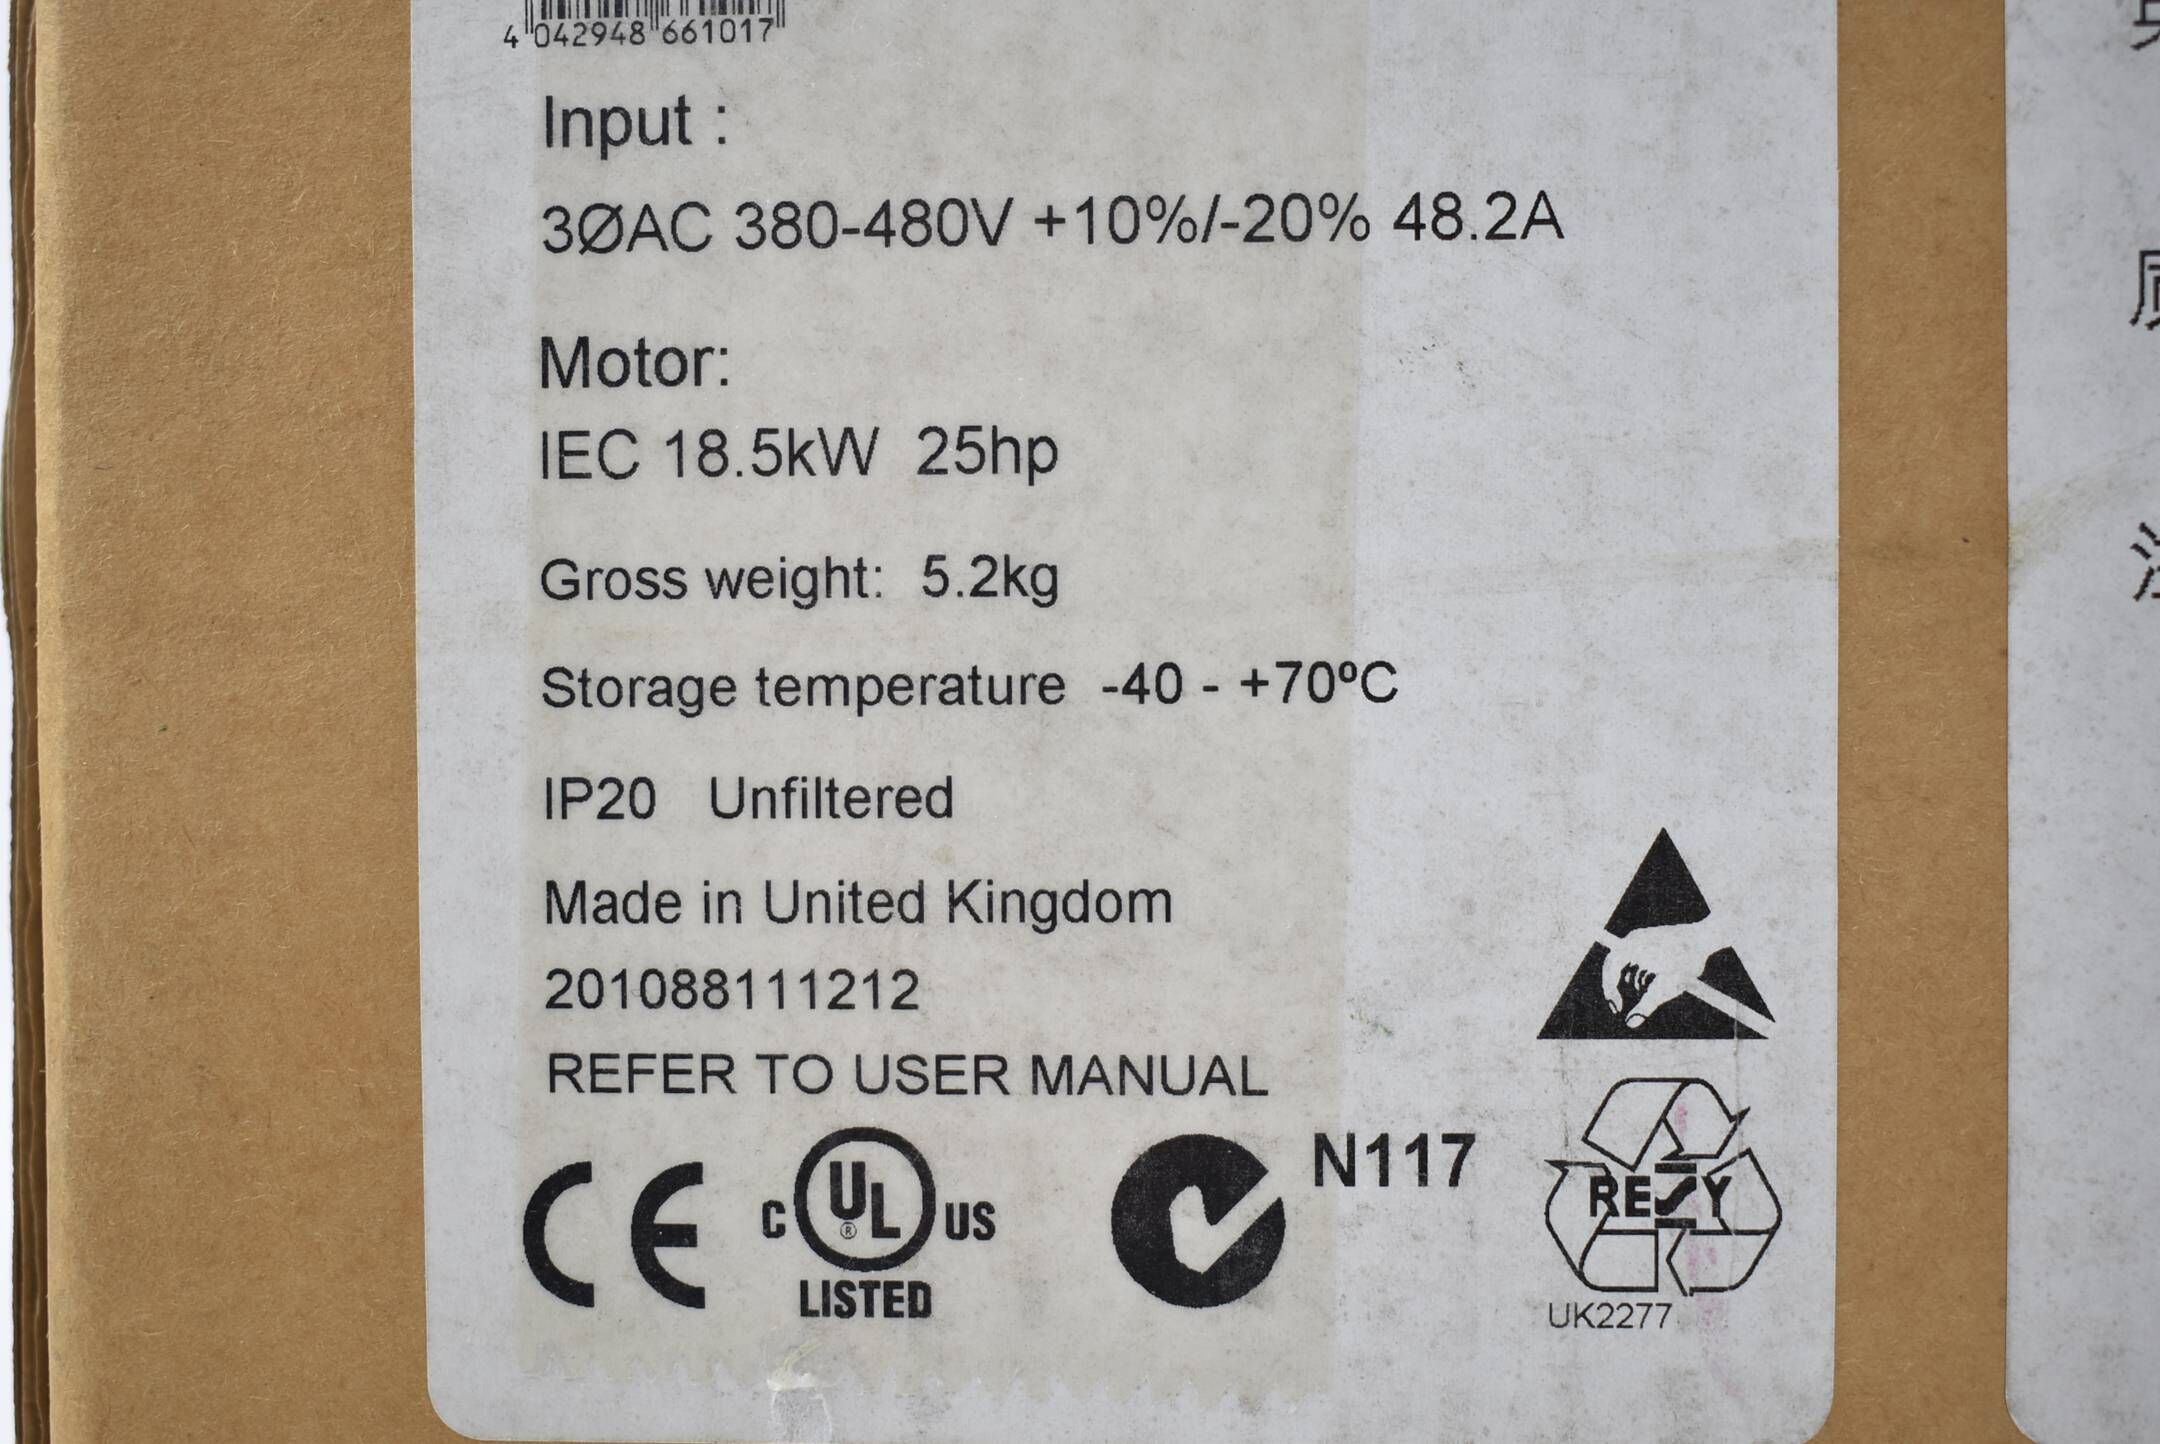 4 042948 661017
Input :
3ØAC 380-480V +10%/-20% 48.2A
Motor:
IEC 18.5kW 25hp
Gross weight: 5.2kg
Storage temperature -40 - +70ºC
IP20 Unfiltered
Made in United Kingdom
201088111212
REFER TO USER MANUAL
CE
C UL ® US
LISTED
N117
RESY
UK2277